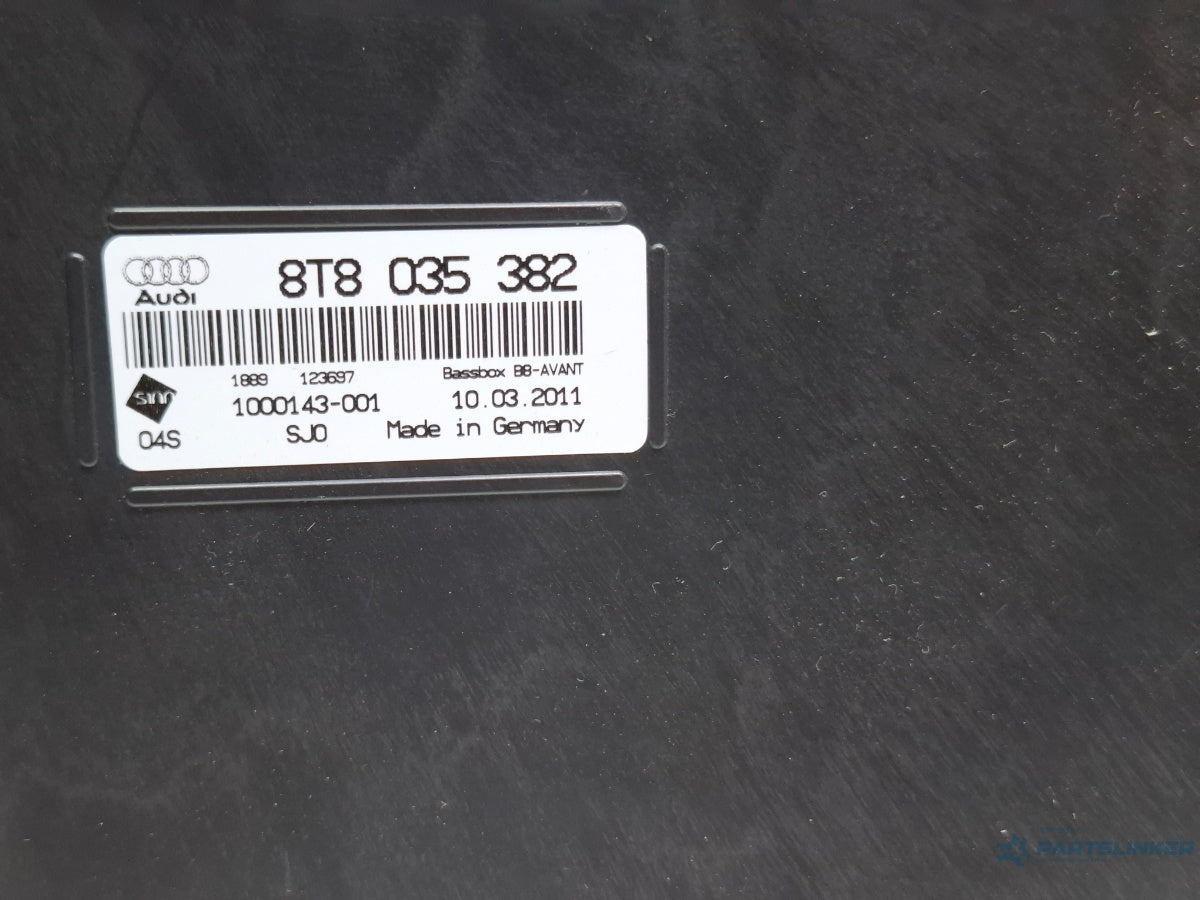 8T8 035 382
Audi
1889 123697 Bassbox B8-AVANT
1000143-001 10.03.2011
04S SJ0 Made in Germany
PARTSLINKER